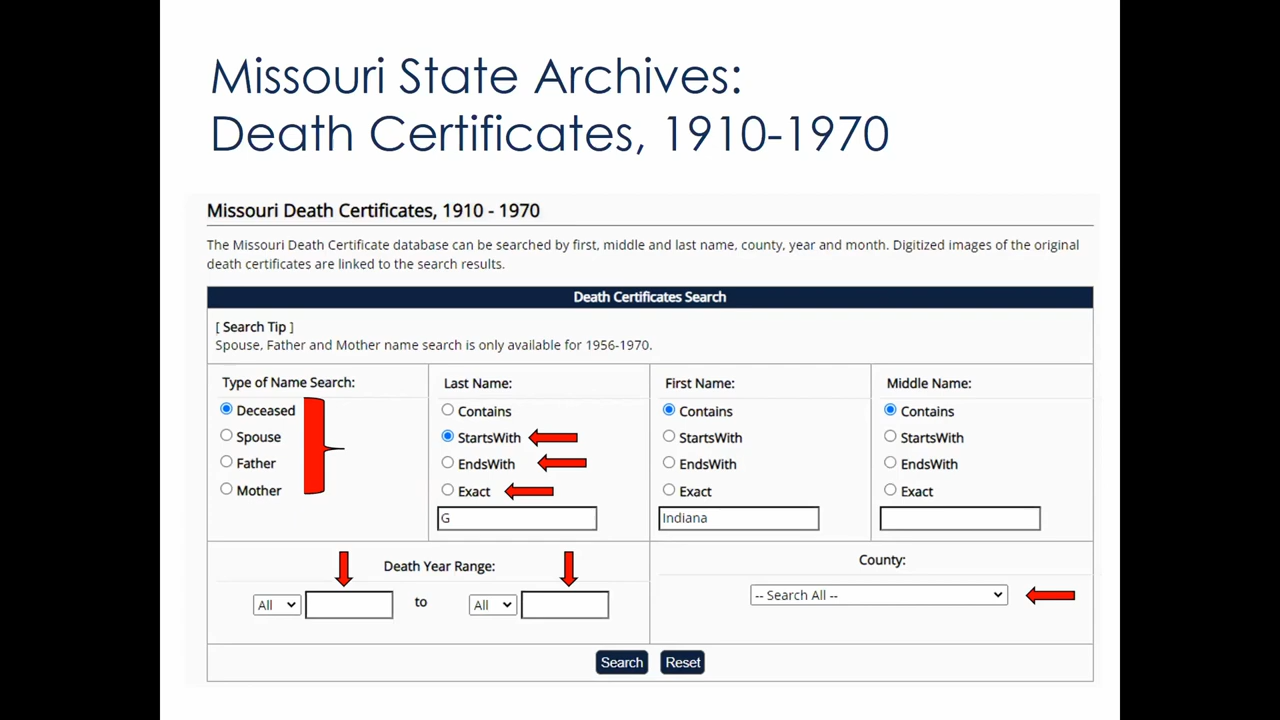 Missouri State Archives:
Death Certificates, 1910-1970
Missouri Death Certificates, 1910 - 1970
The Missouri Death Certificate database can be searched by first, middle and last name, county, year and month. Digitized images of the original
death certificates are linked to the search results.
Death Certificates Search
[ Search Tip ]
Spouse, Father and Mother name search is only available for 1956-1970.
Type of Name Search:
Deceased
Spouse
Father
Mother
Last Name:
Contains
StartsWith
EndsWith
Exact
G
First Name:
Contains
StartsWith
EndsWith
Exact
Indiana
Middle Name:
Contains
StartsWith
EndsWith
Exact
Death Year Range:
All to All
County:
-- Search All --
Search Reset